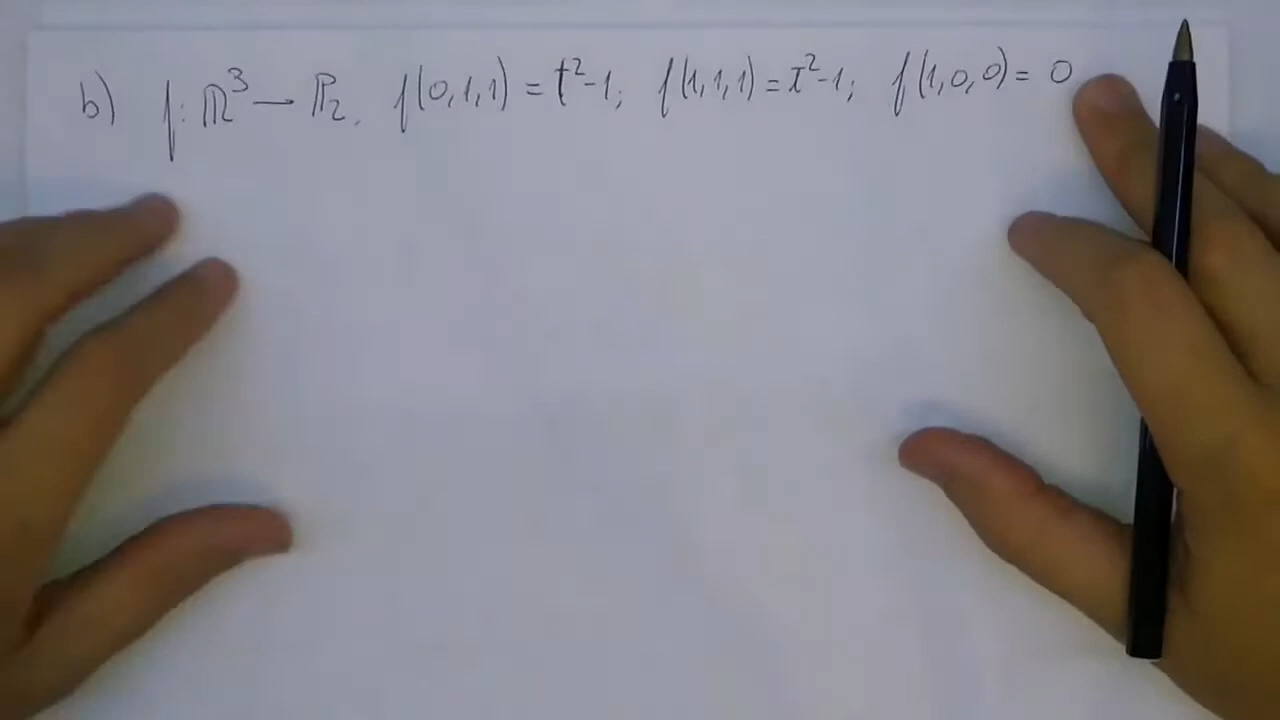 b) f: ℝ³ — ℙ₂, f(0,1,1) = t²-1; f(1,1,1) = t²-1; f(1,0,0) = 0